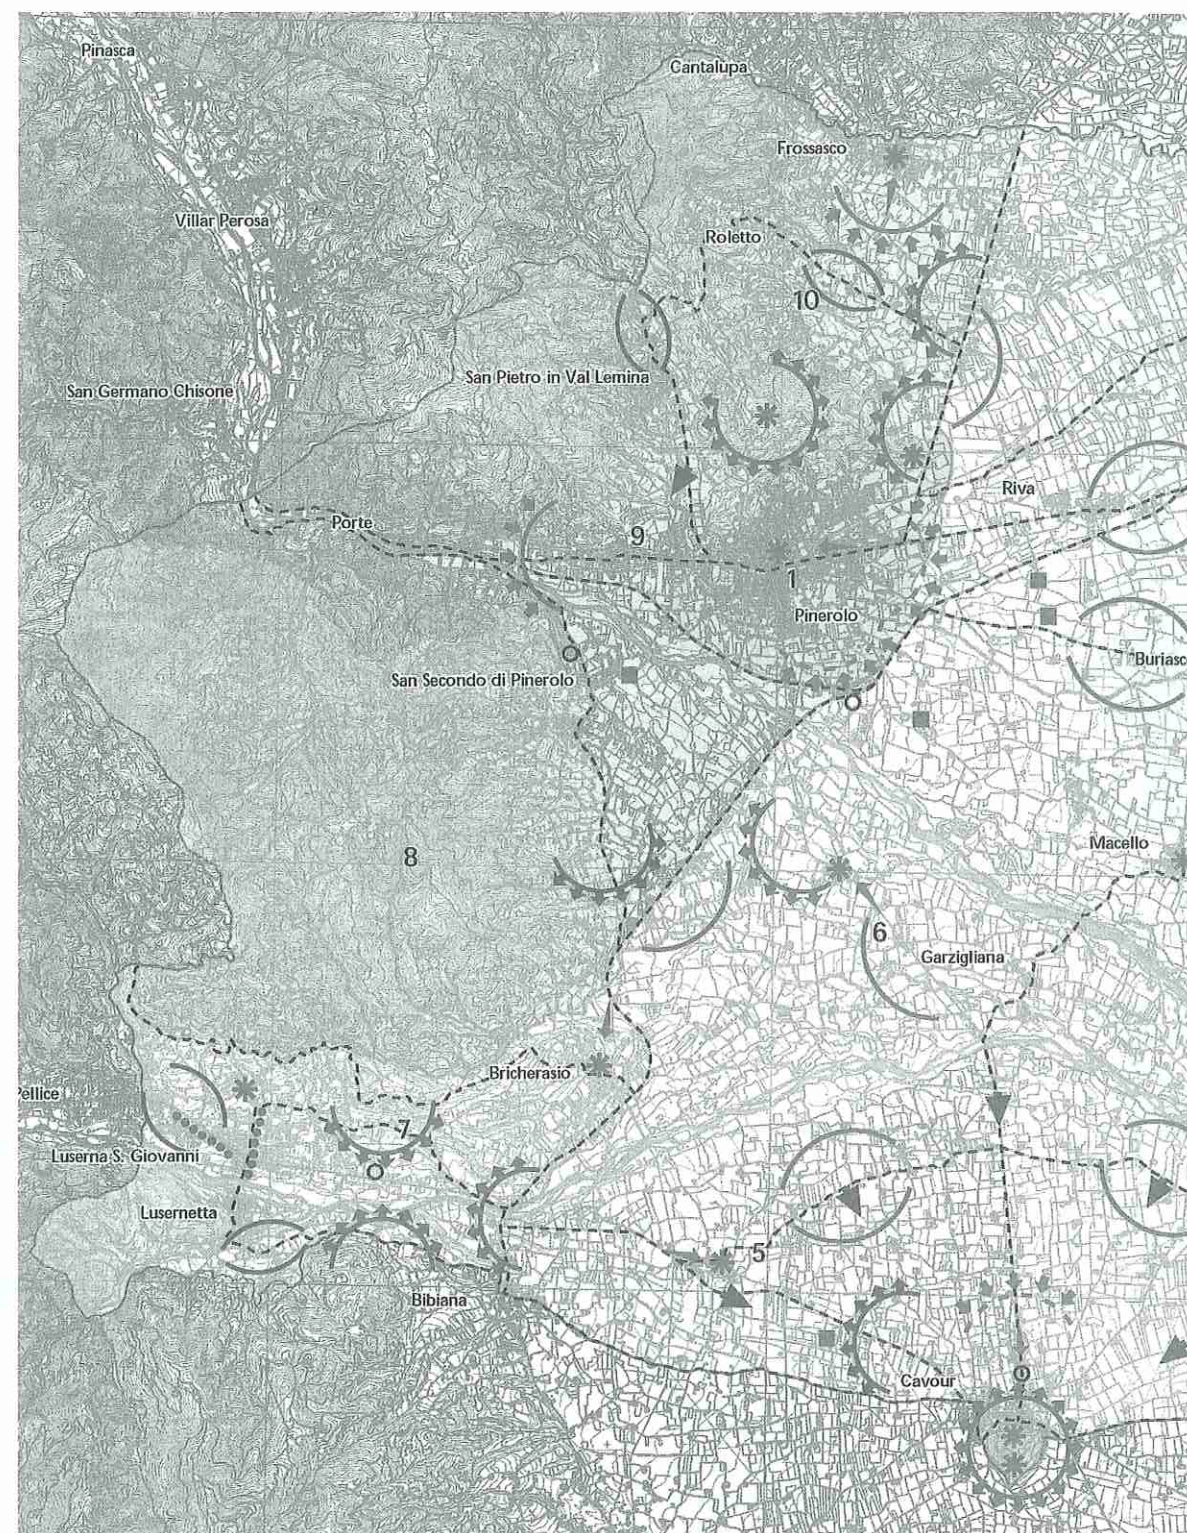 Pinasca
Cantalupa
Frossasco
Villar Perosa
Roletto
10
San Pietro in Val Lemina
San Germano Chisone
Riva
Porte
9
1
Pinerolo
Buriasc
San Secondo di Pinerolo
Macello
8
6
Garzigliana
Bricherasio
Pellice
7
Luserna S. Giovanni
Lusernetta
5
Bibiana
Cavour